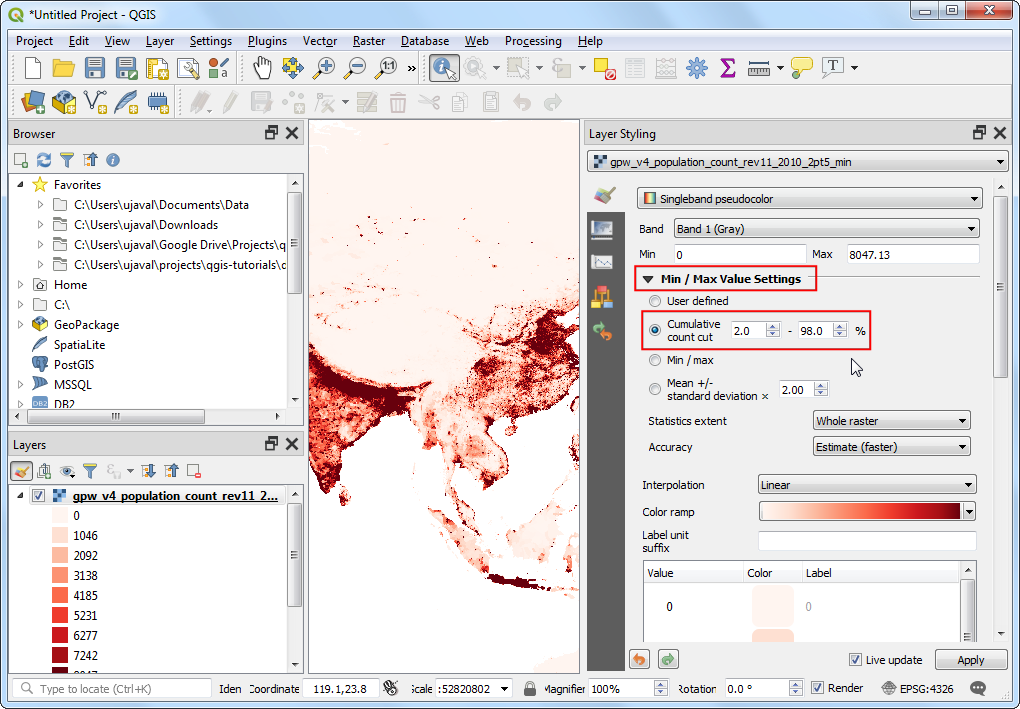 *Untitled Project - QGIS
Project Edit View Layer Settings Plugins Vector Raster Database Web Processing Help
Browser
Favorites
C:\Users\ujaval\Documents\Data
C:\Users\ujaval\Downloads
C:\Users\ujaval\Google Drive\Projects\q
C:\Users\ujaval\projects\qgis-tutorials\c
Home
C:\
GeoPackage
SpatiaLite
PostGIS
MSSQL
DB2
Layers
gpw_v4_population_count_rev11_2...
0
1046
2092
3138
4185
5231
6277
7242
8047
Layer Styling
gpw_v4_population_count_rev11_2010_2pt5_min
Singleband pseudocolor
Band Band 1 (Gray)
Min 0 Max 8047.13
Min / Max Value Settings
User defined
Cumulative count cut 2.0 - 98.0 %
Min / max
Mean +/- standard deviation × 2.00
Statistics extent Whole raster
Accuracy Estimate (faster)
Interpolation Linear
Color ramp
Label unit suffix
Value Color Label
0 0
Live update Apply
Type to locate (Ctrl+K) Iden Coordinate 119.1,23.8 Scale :52820802 Magnifier 100% Rotation 0.0 ° Render EPSG:4326